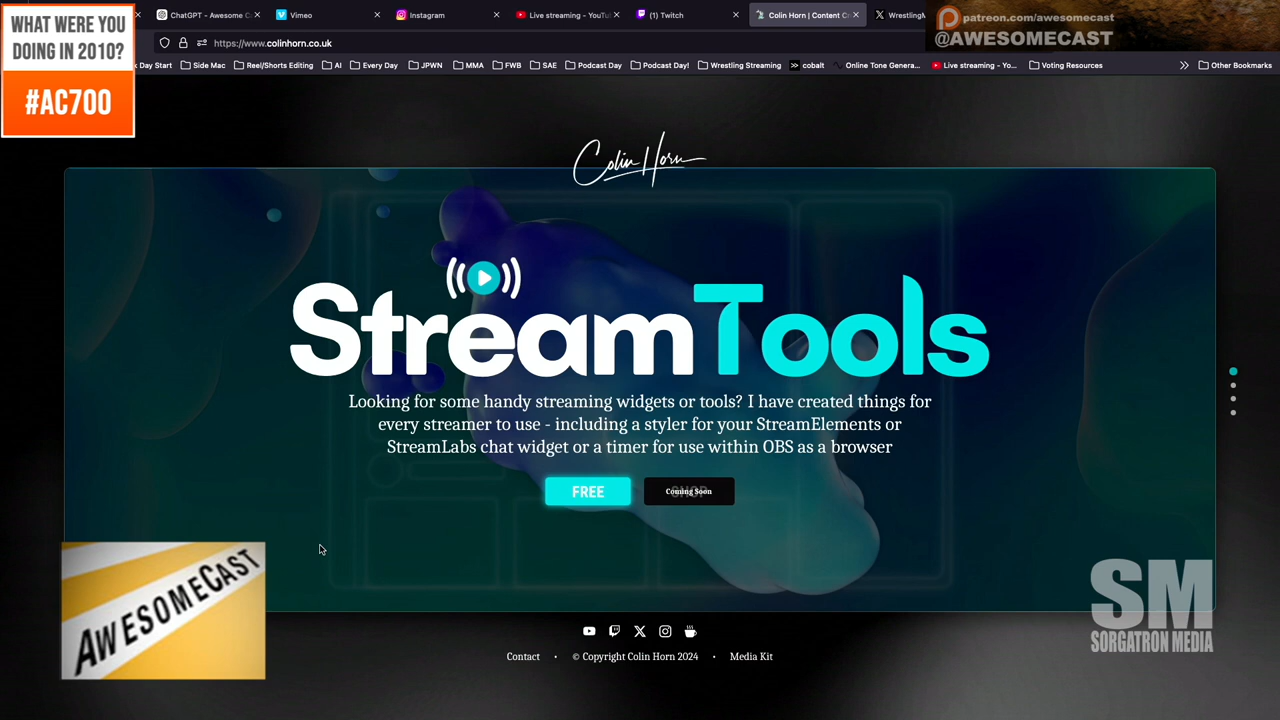 WHAT WERE YOU
DOING IN 2010?
#AC700
ChatGPT - Awesome C
Vimeo
Instagram
Live streaming - YouTu
(1) Twitch
Colin Horn | Content C
WrestlingM
patreon.com/awesomecast
@AWESOMECAST
https://www.colinhorn.co.uk
Day Start
Side Mac
Reel/Shorts Editing
AI
Every Day
JPWN
MMA
FWB
SAE
Podcast Day
Podcast Day!
Wrestling Streaming
cobalt
Online Tone Genera...
Live streaming - Yo...
Voting Resources
Other Bookmarks
Colin Horn
StreamTools
Looking for some handy streaming widgets or tools? I have created things for
every streamer to use - including a styler for your StreamElements or
StreamLabs chat widget or a timer for use within OBS as a browser
FREE
SHOP
Coming Soon
AWESOMECAST
SM
SORGATRON MEDIA
Contact • © Copyright Colin Horn 2024 • Media Kit